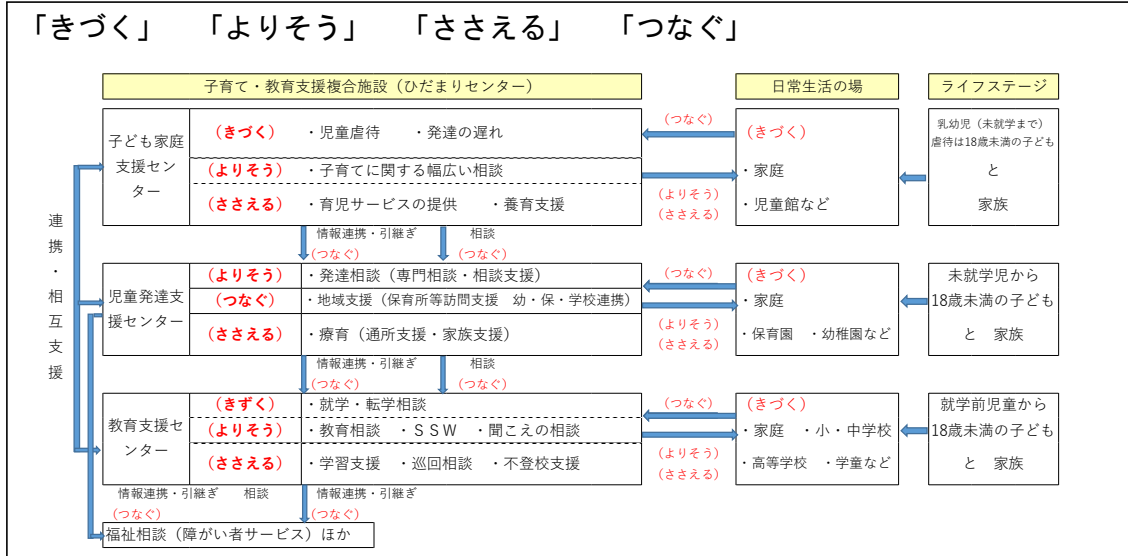 「きづく」 「よりそう」 「ささえる」 「つなぐ」
子育て・教育支援複合施設（ひだまりセンター）
日常生活の場
ライフステージ
連携・相互支援
子ども家庭
支援セン
ター
（きづく） ・児童虐待 ・発達の遅れ
（よりそう） ・子育てに関する幅広い相談
（ささえる） ・育児サービスの提供 ・養育支援
（つなぐ）
（よりそう）
（ささえる）
（きづく）
・家庭
・児童館など
乳幼児（未就学まで）
虐待は18歳未満の子ども
と
家族
情報連携・引継ぎ 相談
（つなぐ） （つなぐ）
児童発達支
援センター
（よりそう） ・発達相談（専門相談・相談支援）
（つなぐ） ・地域支援（保育所等訪問支援 幼・保・学校連携）
（ささえる） ・療育（通所支援・家族支援）
（つなぐ）
（よりそう）
（ささえる）
（きづく）
・家庭
・保育園 ・幼稚園など
未就学児から
18歳未満の子ども
と 家族
情報連携・引継ぎ 相談
（つなぐ） （つなぐ）
教育支援セ
ンター
（きずく） ・就学・転学相談
（よりそう） ・教育相談 ・ＳＳＷ ・聞こえの相談
（ささえる） ・学習支援 ・巡回相談 ・不登校支援
（つなぐ）
（よりそう）
（ささえる）
（きづく）
・家庭 ・小・中学校
・高等学校 ・学童など
就学前児童から
18歳未満の子ども
と 家族
情報連携・引継ぎ 相談 情報連携・引継ぎ
（つなぐ） （つなぐ）
福祉相談（障がい者サービス）ほか